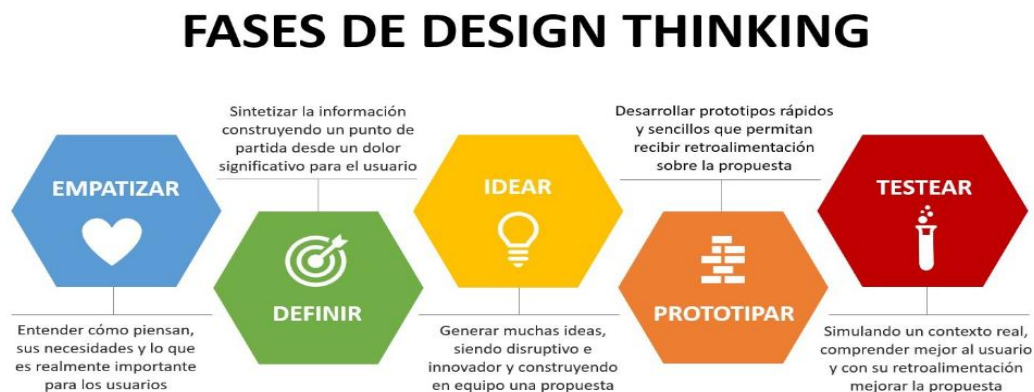 FASES DE DESIGN THINKING
EMPATIZAR
Entender cómo piensan,
sus necesidades y lo que
es realmente importante
para los usuarios
Sintetizar la información
construyendo un punto de
partida desde un dolor
significativo para el usuario
DEFINIR
IDEAR
Generar muchas ideas,
siendo disruptivo e
innovador y construyendo
en equipo una propuesta
Desarrollar prototipos rápidos
y sencillos que permitan
recibir retroalimentación
sobre la propuesta
PROTOTIPAR
TESTEAR
Simulando un contexto real,
comprender mejor al usuario
y con su retroalimentación
mejorar la propuesta